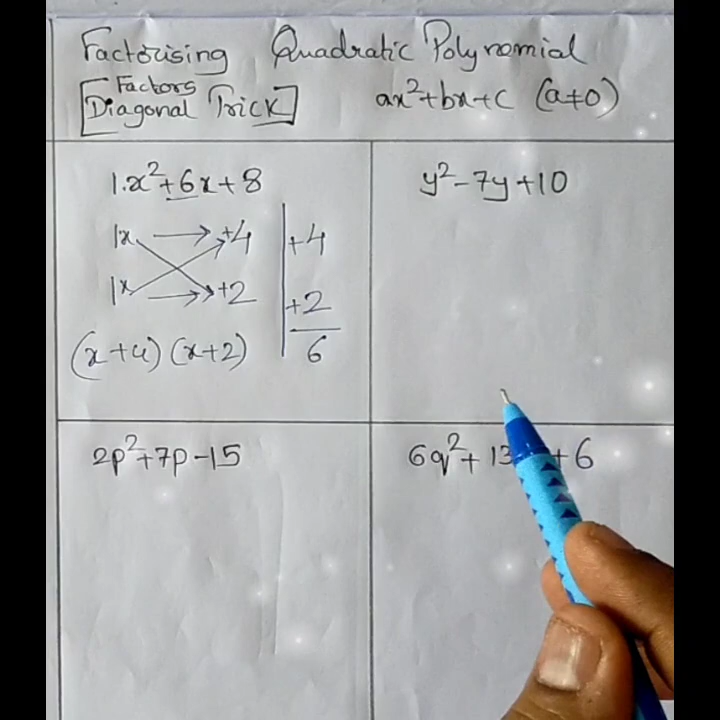 Factorising Quadratic Polynomial
[Factors
Diagonal Trick] ax²+bx+c (a≠0)
1.x²+6x+8
1x → +4 | +4
1x → +2 | +2
(x+4) (x+2) 6
y²-7y+10
2p²+7p-15
6q²+13 +6